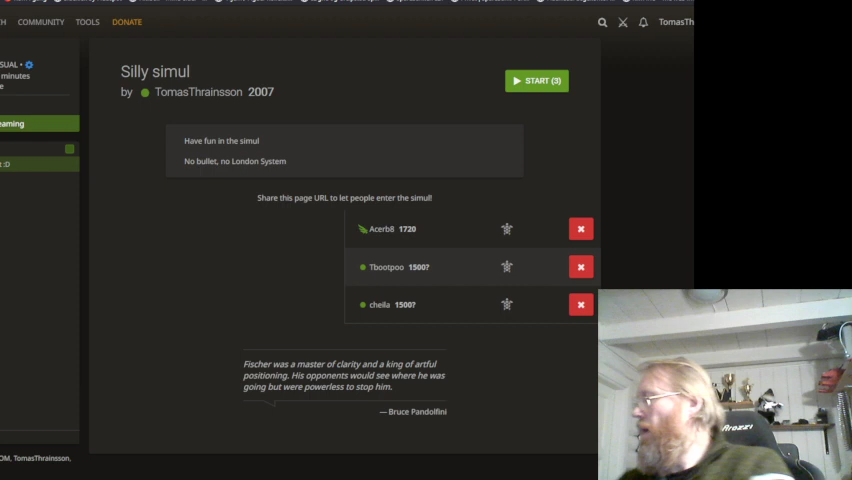 COMMUNITY TOOLS DONATE TomasThr
minutes
Silly simul
by TomasThrainsson 2007
START (3)
eaming
Have fun in the simul
No bullet, no London System
:D
Share this page URL to let people enter the simul!
Acerb8 1720
Tbootpoo 1500?
cheila 1500?
Fischer was a master of clarity and a king of artful
positioning. His opponents would see where he was
going but were powerless to stop him.
— Bruce Pandolfini
OM, TomasThrainsson,
Arozzi